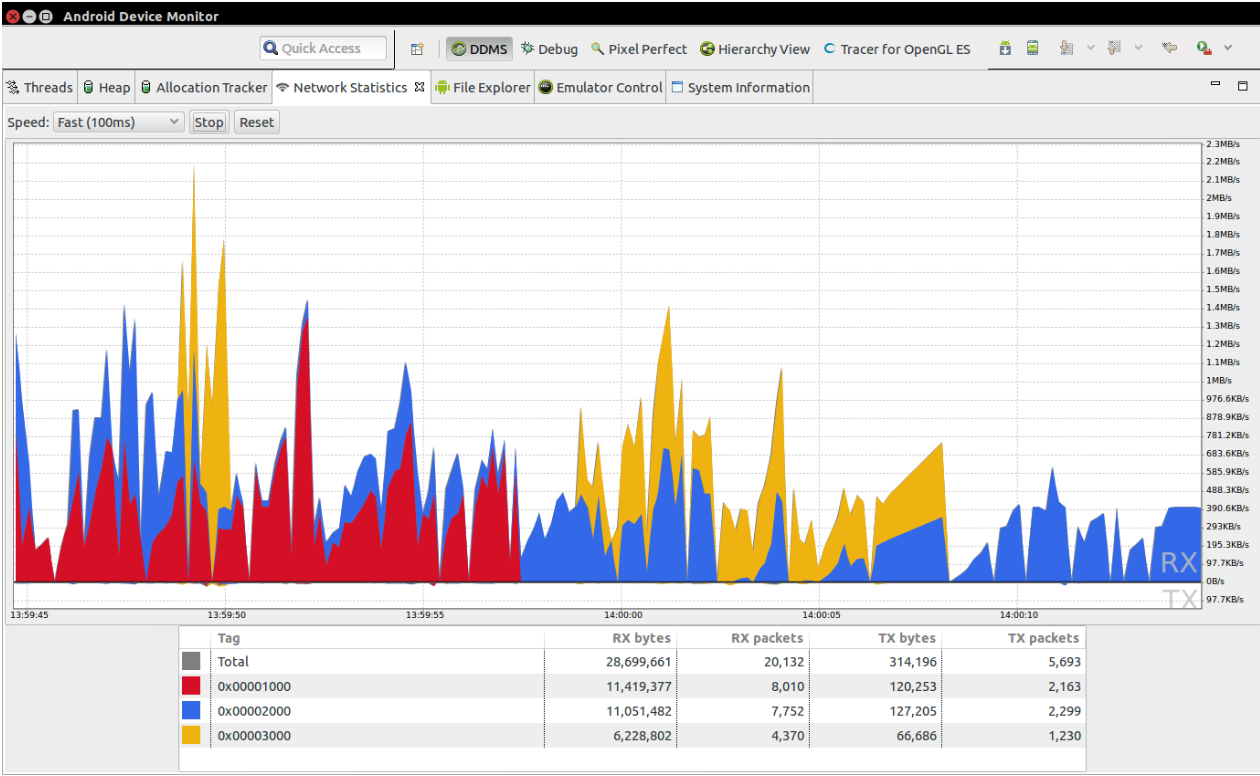 Android Device Monitor
Quick Access DDMS Debug Pixel Perfect Hierarchy View Tracer for OpenGL ES
Threads Heap Allocation Tracker Network Statistics File Explorer Emulator Control System Information
Speed: Fast (100ms) Stop Reset
2.3MB/s
2.2MB/s
2.1MB/s
2MB/s
1.9MB/s
1.8MB/s
1.7MB/s
1.6MB/s
1.5MB/s
1.4MB/s
1.3MB/s
1.2MB/s
1.1MB/s
1MB/s
976.6KB/s
878.9KB/s
781.2KB/s
683.6KB/s
585.9KB/s
488.3KB/s
390.6KB/s
293KB/s
195.3KB/s
RX 97.7KB/s
0B/s
TX 97.7KB/s
13:59:45 13:59:50 13:59:55 14:00:00 14:00:05 14:00:10
Tag RX bytes RX packets TX bytes TX packets
Total 28,699,661 20,132 314,196 5,693
0x00001000 11,419,377 8,010 120,253 2,163
0x00002000 11,051,482 7,752 127,205 2,299
0x00003000 6,228,802 4,370 66,686 1,230